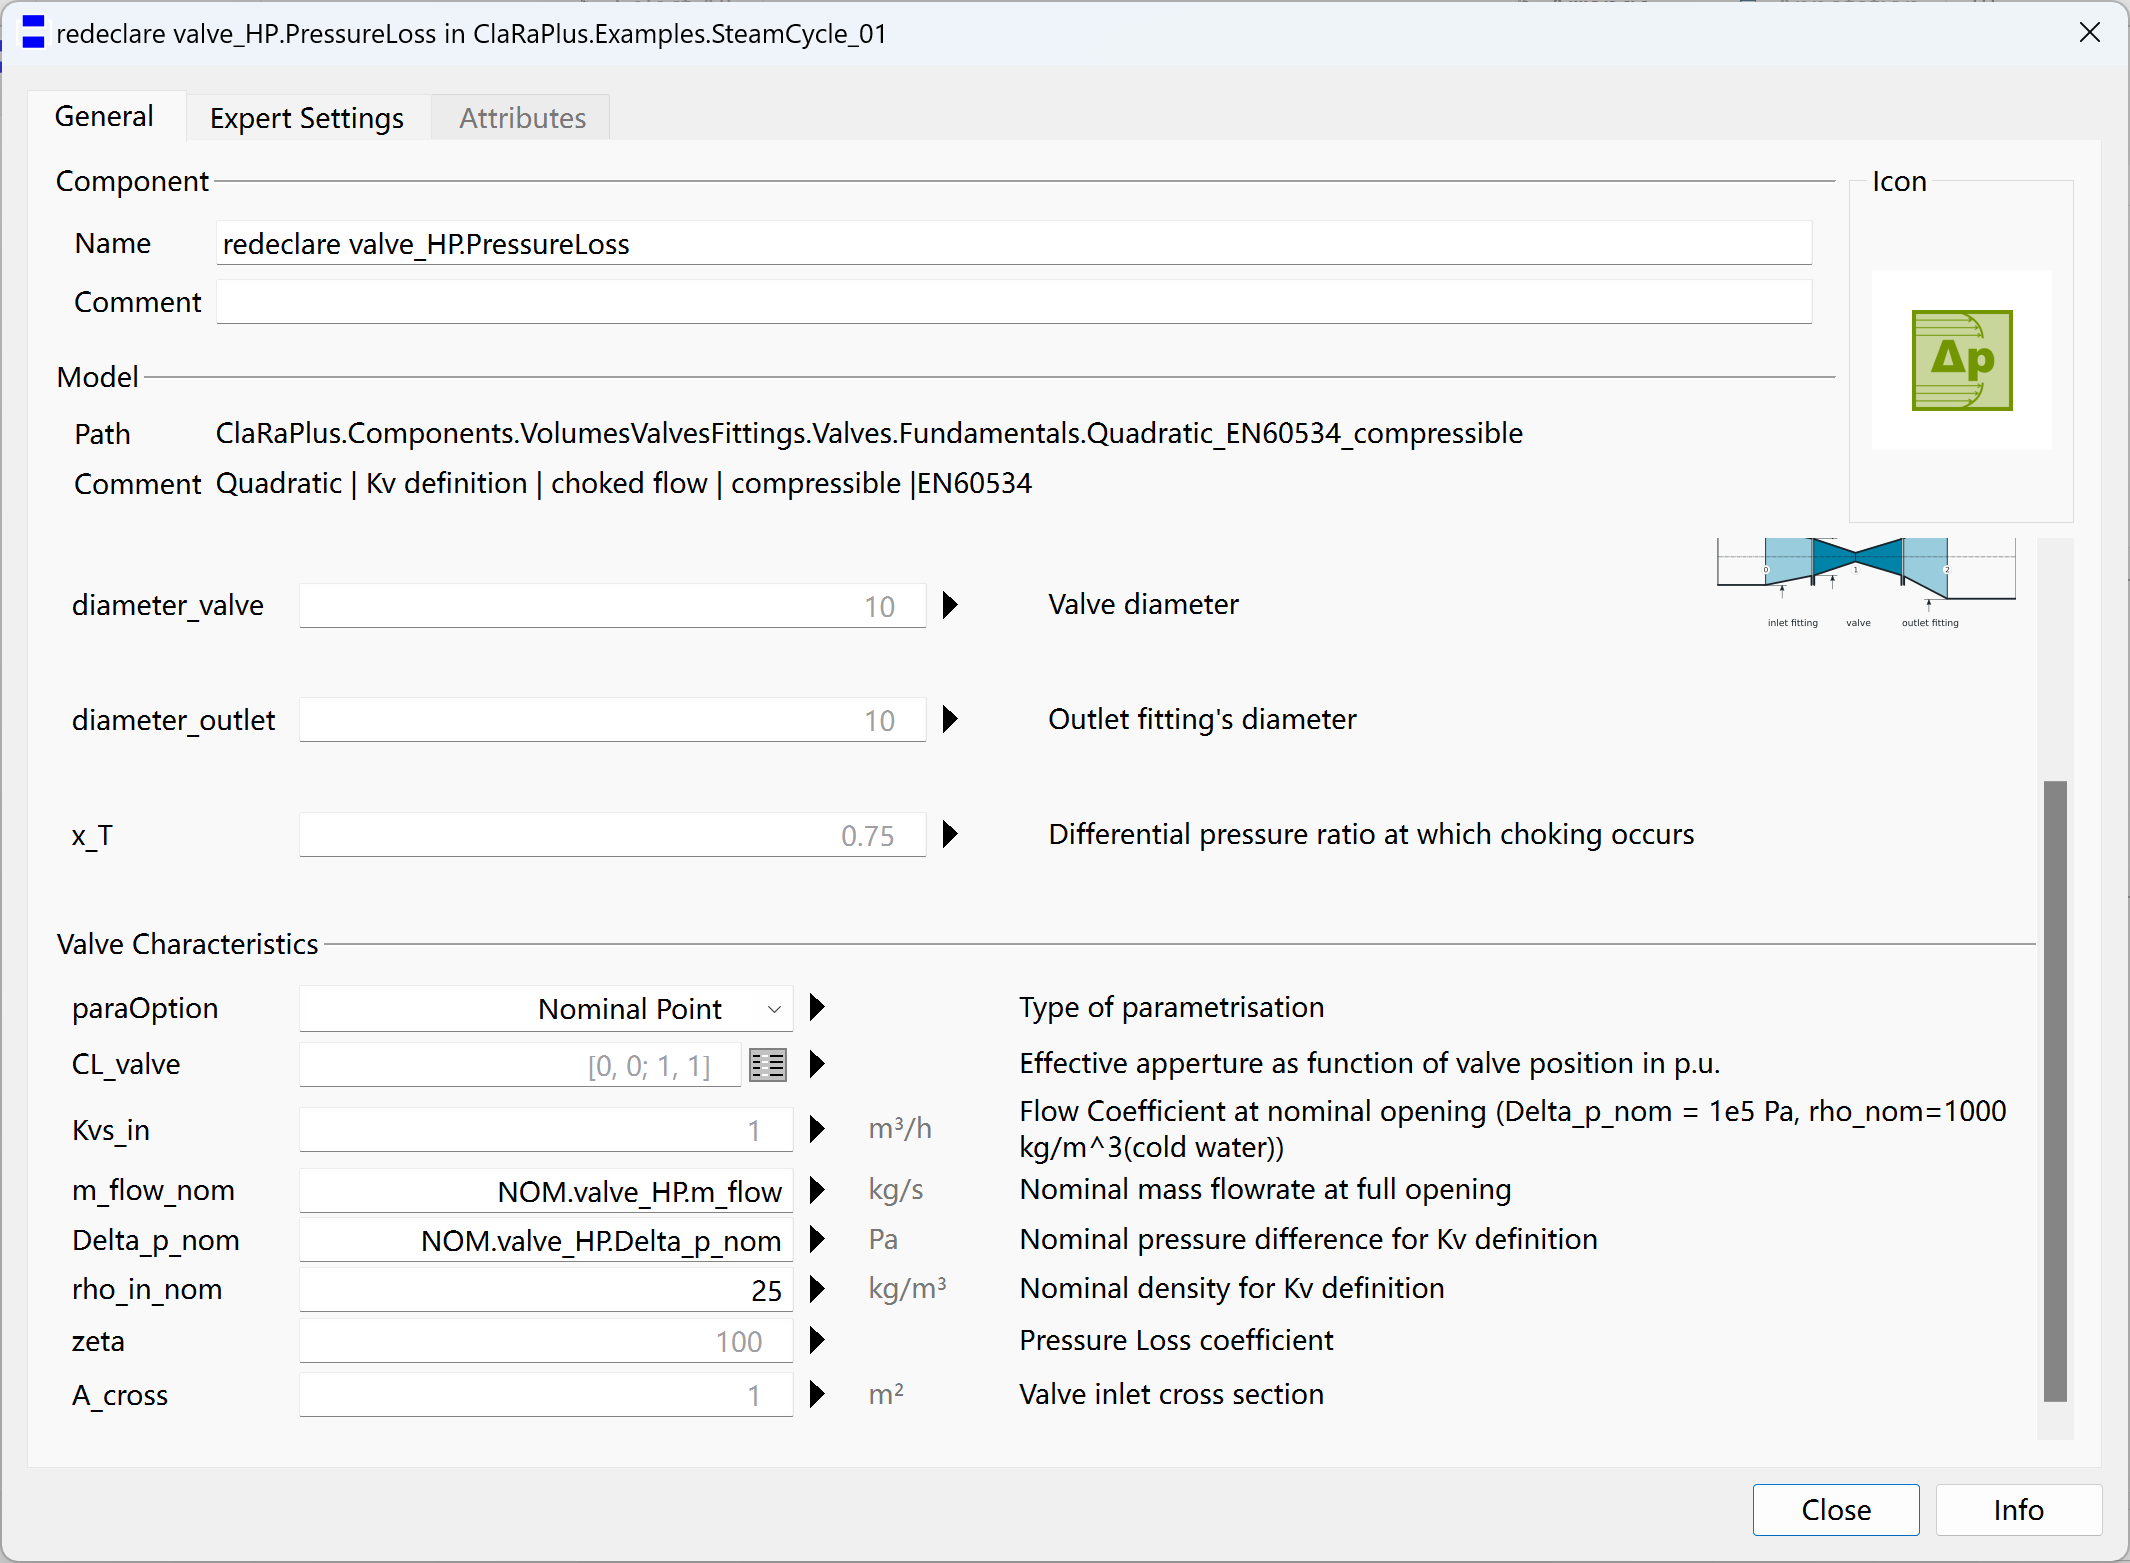 redeclare valve_HP.PressureLoss in ClaRaPlus.Examples.SteamCycle_01
General Expert Settings Attributes
Component
Icon
Name redeclare valve_HP.PressureLoss
Comment
Δp
Model
Path ClaRaPlus.Components.VolumesValvesFittings.Valves.Fundamentals.Quadratic_EN60534_compressible
Comment Quadratic | Kv definition | choked flow | compressible |EN60534
0 1 2
inlet fitting valve outlet fitting
diameter_valve 10 Valve diameter
diameter_outlet 10 Outlet fitting's diameter
x_T 0.75 Differential pressure ratio at which choking occurs
Valve Characteristics
paraOption Nominal Point Type of parametrisation
CL_valve [0, 0; 1, 1] Effective apperture as function of valve position in p.u.
Kvs_in 1 m³/h Flow Coefficient at nominal opening (Delta_p_nom = 1e5 Pa, rho_nom=1000
kg/m^3(cold water))
m_flow_nom NOM.valve_HP.m_flow kg/s Nominal mass flowrate at full opening
Delta_p_nom NOM.valve_HP.Delta_p_nom Pa Nominal pressure difference for Kv definition
rho_in_nom 25 kg/m³ Nominal density for Kv definition
zeta 100 Pressure Loss coefficient
A_cross 1 m² Valve inlet cross section
Close Info